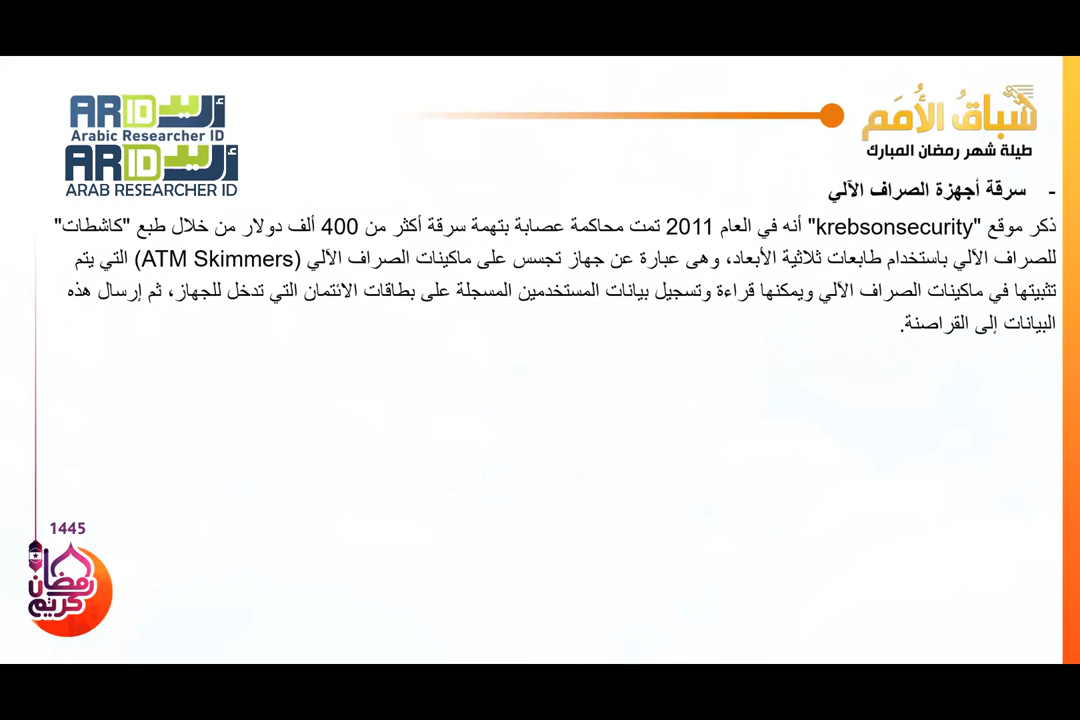 أريد
ARID
Arabic Researcher ID
أريد
ARID
ARAB RESEARCHER ID
سباقُ الأُمَم
طيلة شهر رمضان المبارك
- سرقة أجهزة الصراف الآلي
ذكر موقع "krebsonsecurity" أنه في العام 2011 تمت محاكمة عصابة بتهمة سرقة أكثر من 400 ألف دولار من خلال طبع "كاشطات"
للصراف الآلي باستخدام طابعات ثلاثية الأبعاد، وهى عبارة عن جهاز تجسس على ماكينات الصراف الآلي (ATM Skimmers) التي يتم
تثبيتها في ماكينات الصراف الآلي ويمكنها قراءة وتسجيل بيانات المستخدمين المسجلة على بطاقات الائتمان التي تدخل للجهاز، ثم إرسال هذه
البيانات إلى القراصنة.
1445
رمضان
كريم